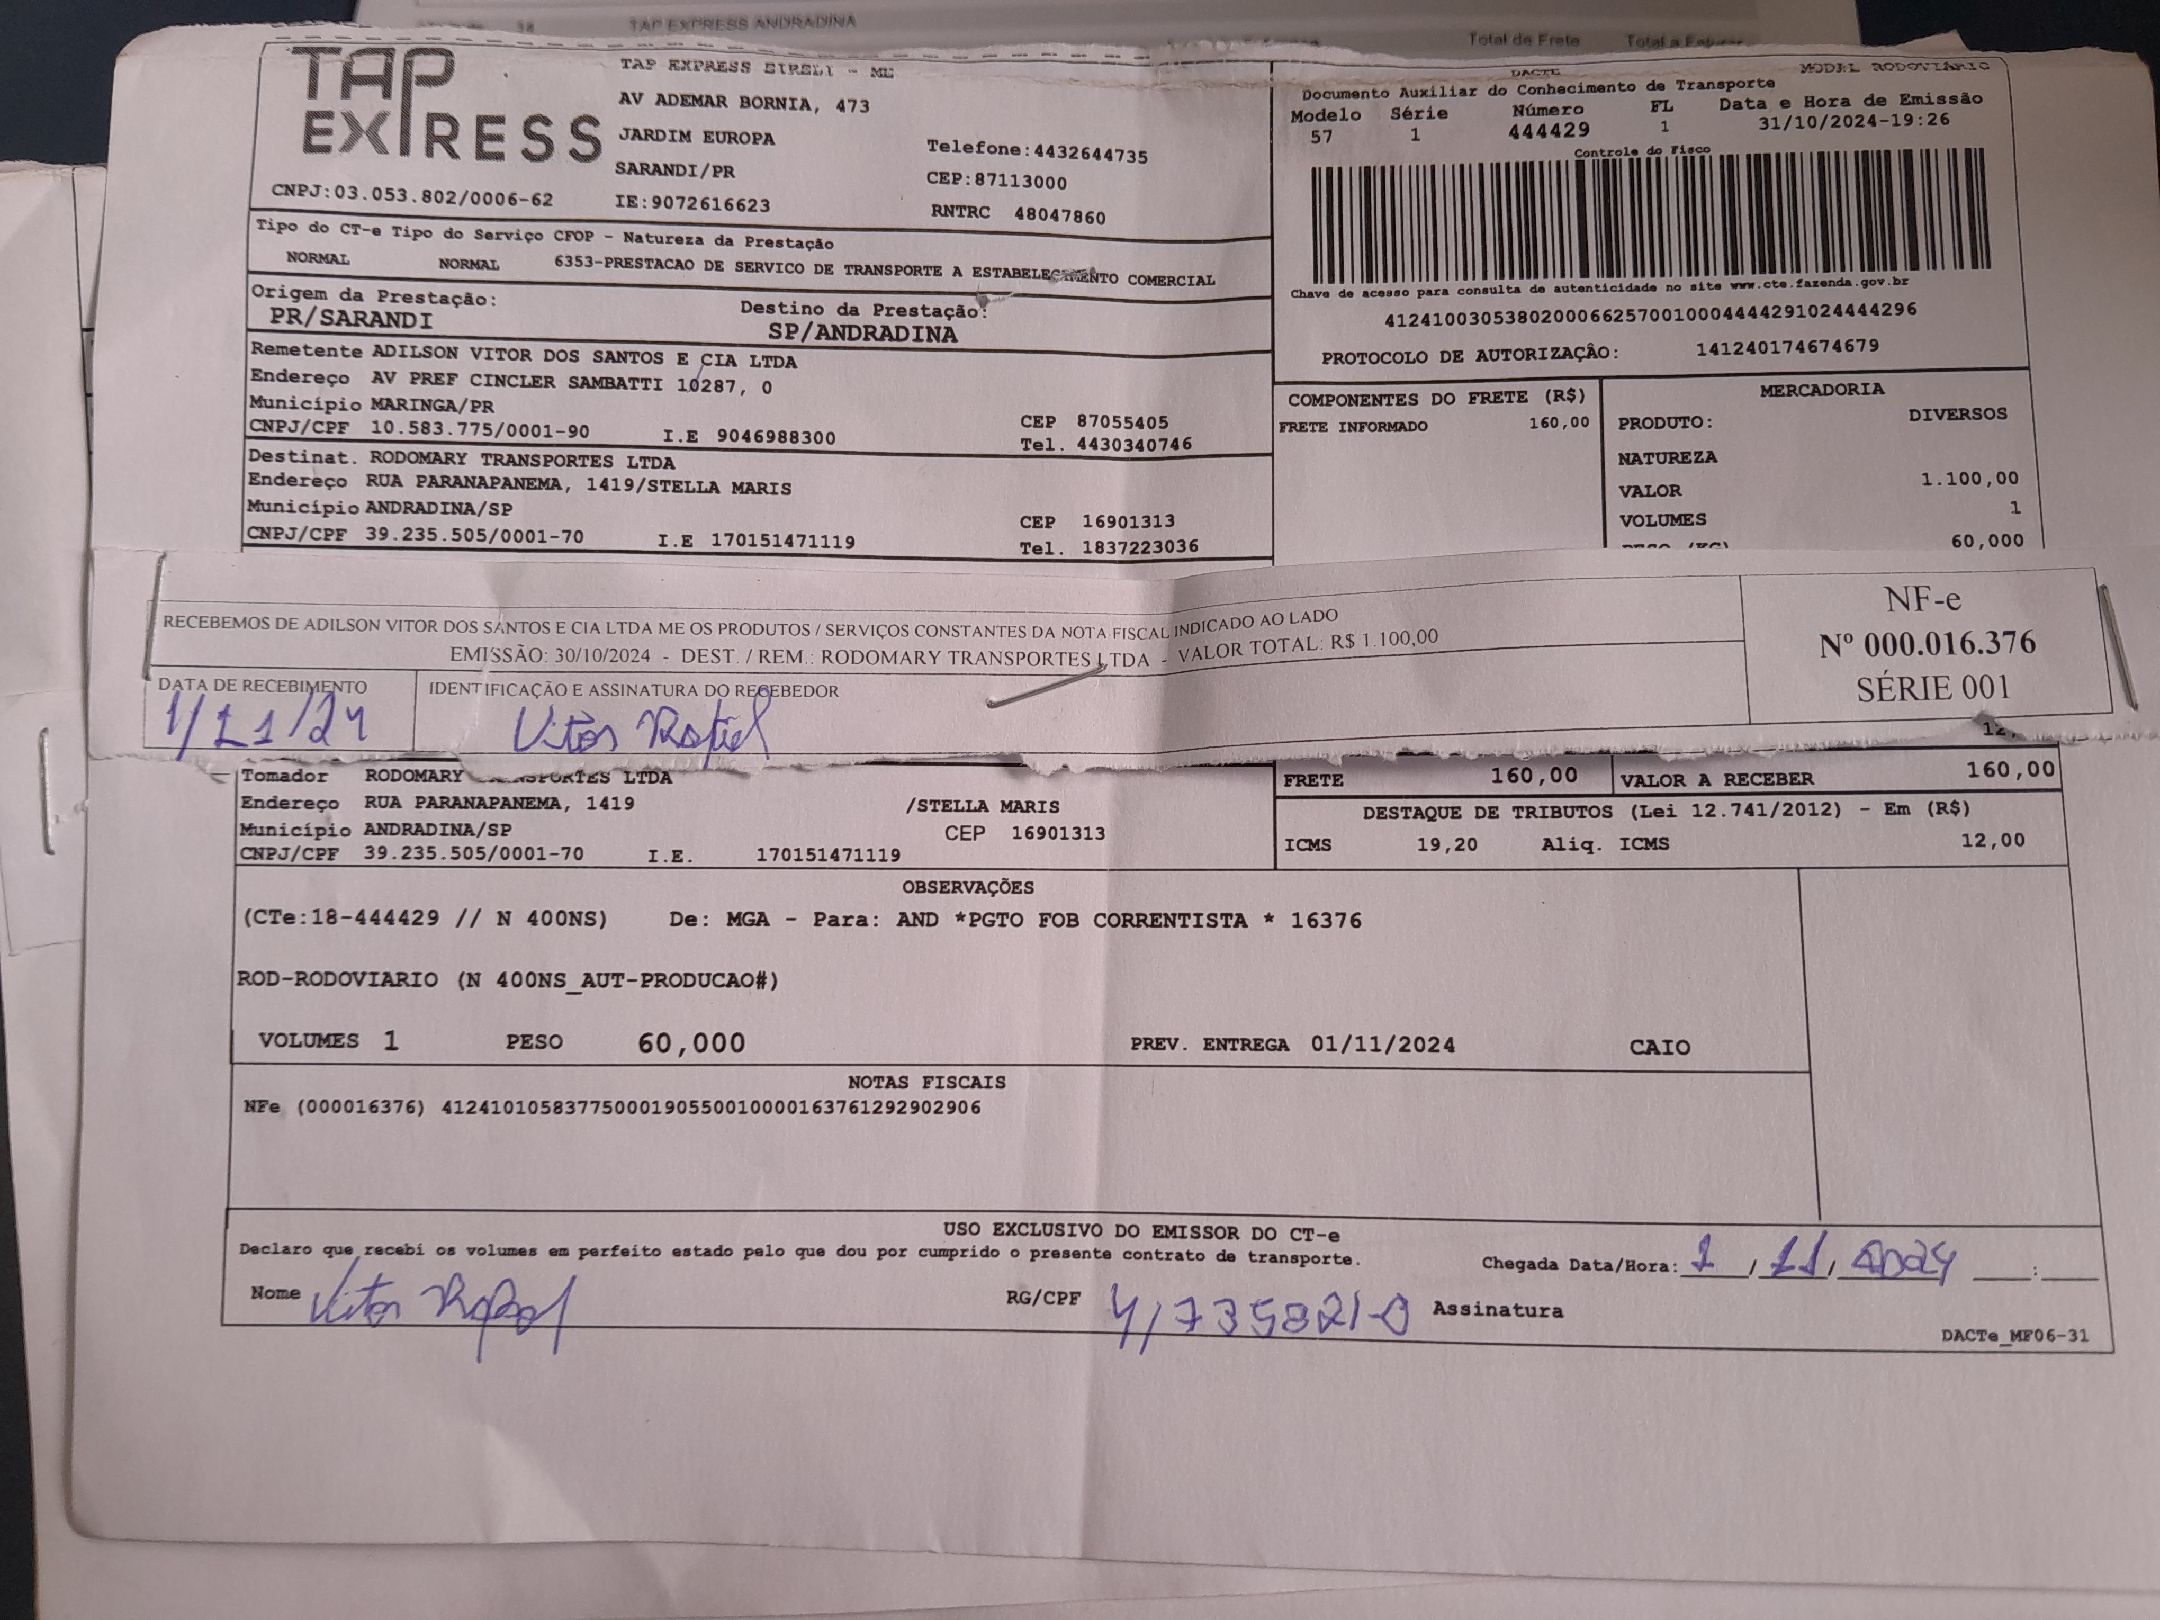 38 TAP EXPRESS ANDRADINA
Total de Frete Total a
TAP EXPRESS
TAP EXPRESS EIRELI - ME
AV ADEMAR BORNIA, 473
JARDIM EUROPA
Telefone:4432644735
SARANDI/PR
CEP:87113000
CNPJ:03.053.802/0006-62
IE:9072616623
RNTRC 48047860
DACTE MODAL RODOVIÁRIO
Documento Auxiliar do Conhecimento de Transporte
Modelo Série Número FL Data e Hora de Emissão
57 1 444429 1 31/10/2024-19:26
Controle do Fisco
Chave de acesso para consulta de autenticidade no site www.cte.fazenda.gov.br
41241003053802000662570010004444291024444296
PROTOCOLO DE AUTORIZAÇÃO: 141240174674679
Tipo do CT-e Tipo do Serviço CFOP - Natureza da Prestação
NORMAL NORMAL 6353-PRESTACAO DE SERVICO DE TRANSPORTE A ESTABELECIMENTO COMERCIAL
Origem da Prestação: Destino da Prestação:
PR/SARANDI SP/ANDRADINA
Remetente ADILSON VITOR DOS SANTOS E CIA LTDA
Endereço AV PREF CINCLER SAMBATTI 10287, 0
Município MARINGA/PR CEP 87055405
CNPJ/CPF 10.583.775/0001-90 I.E 9046988300 Tel. 4430340746
Destinat. RODOMARY TRANSPORTES LTDA
Endereço RUA PARANAPANEMA, 1419/STELLA MARIS
Município ANDRADINA/SP CEP 16901313
CNPJ/CPF 39.235.505/0001-70 I.E 170151471119 Tel. 1837223036
COMPONENTES DO FRETE (R$)
FRETE INFORMADO 160,00
MERCADORIA
PRODUTO: DIVERSOS
NATUREZA
VALOR 1.100,00
VOLUMES 1
PESO (KG) 60,000
RECEBEMOS DE ADILSON VITOR DOS SANTOS E CIA LTDA ME OS PRODUTOS / SERVIÇOS CONSTANTES DA NOTA FISCAL INDICADO AO LADO
EMISSÃO: 30/10/2024 - DEST. / REM.: RODOMARY TRANSPORTES LTDA - VALOR TOTAL: R$ 1.100,00
DATA DE RECEBIMENTO IDENTIFICAÇÃO E ASSINATURA DO RECEBEDOR
1/11/24 Vitor Rafael
NF-e
Nº 000.016.376
SÉRIE 001
Tomador RODOMARY TRANSPORTES LTDA
Endereço RUA PARANAPANEMA, 1419 /STELLA MARIS
Município ANDRADINA/SP CEP 16901313
CNPJ/CPF 39.235.505/0001-70 I.E. 170151471119
FRETE 160,00 VALOR A RECEBER 160,00
DESTAQUE DE TRIBUTOS (Lei 12.741/2012) - Em (R$)
ICMS 19,20 Aliq. ICMS 12,00
OBSERVAÇÕES
(CTe:18-444429 // N 400NS) De: MGA - Para: AND *PGTO FOB CORRENTISTA * 16376
ROD-RODOVIARIO (N 400NS_AUT-PRODUCAO#)
VOLUMES 1 PESO 60,000 PREV. ENTREGA 01/11/2024 CAIO
NOTAS FISCAIS
NFe (000016376) 41241010583775000190550010000163761292902906
USO EXCLUSIVO DO EMISSOR DO CT-e
Declaro que recebi os volumes em perfeito estado pelo que dou por cumprido o presente contrato de transporte.
Chegada Data/Hora: 1 / 11 / 2024 :
Nome Vitor Rafael RG/CPF 417358210 Assinatura
DACTe_MF06-31